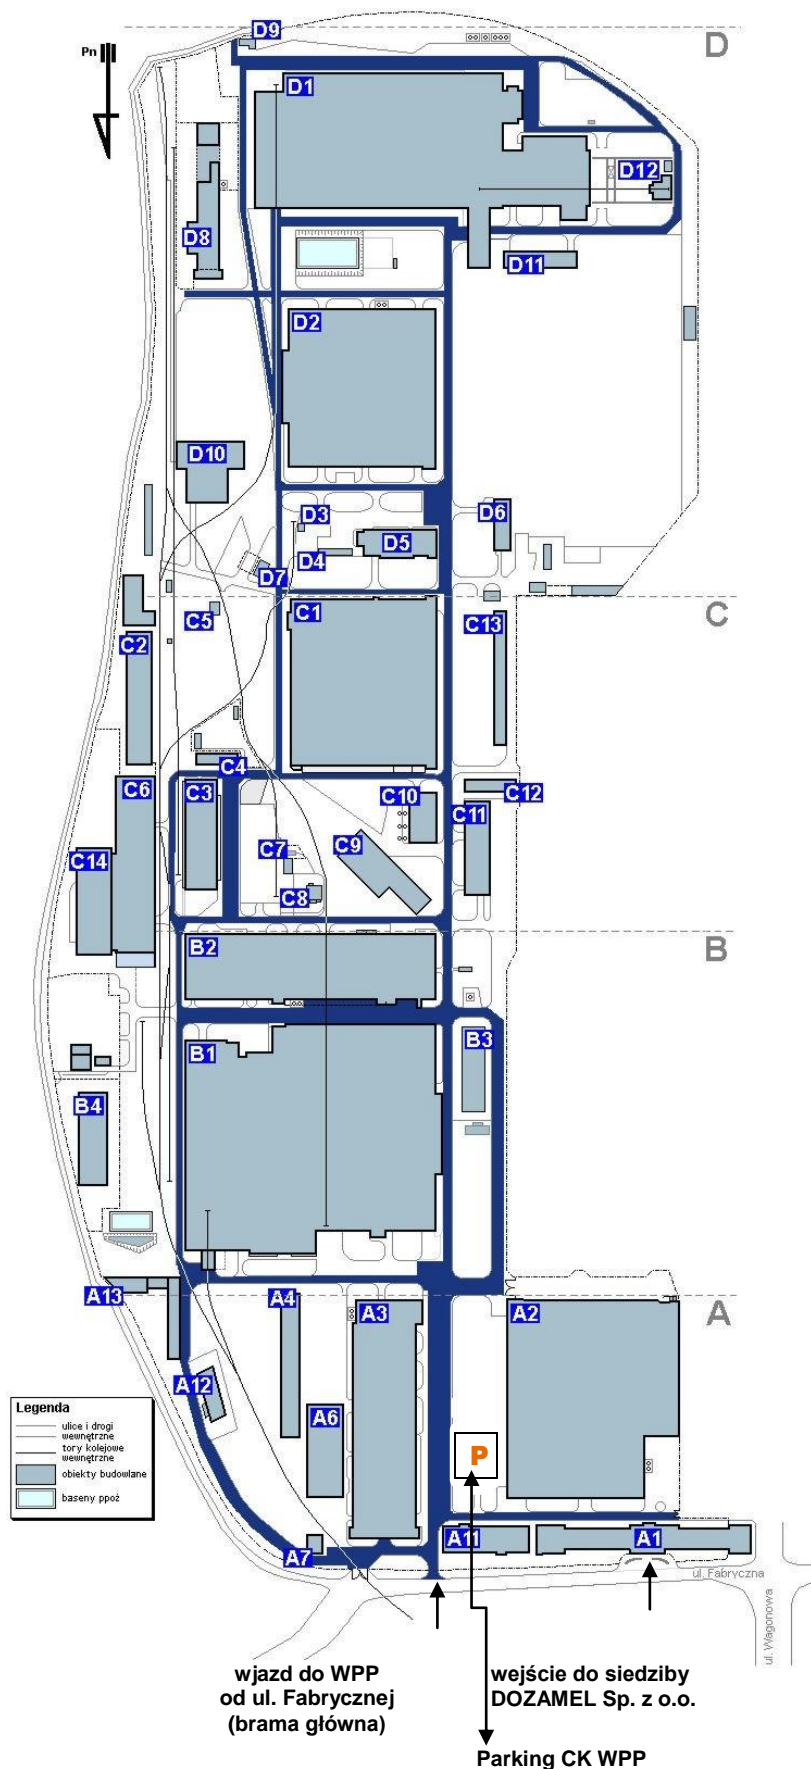 D9
D
Pn
D1
D12
D8
D11
D2
D10
D3
D6
D5
D4
D7
C
C1
C5
C13
C2
C4
C6
C3
C10
C12
C11
C9
C7
C14
C8
B
B2
B3
B1
B4
A13
A4
A3
A2
A
A12
Legenda
ulice i drogi
wewnętrzne
tory kolejowe
wewnętrzne
obiekty budowlane
baseny ppoż
A6
P
A11
A1
A7
ul. Fabryczna
ul. Wagonowa
wjazd do WPP
od ul. Fabrycznej
(brama główna)
wejście do siedziby
DOZAMEL Sp. z o.o.
Parking CK WPP